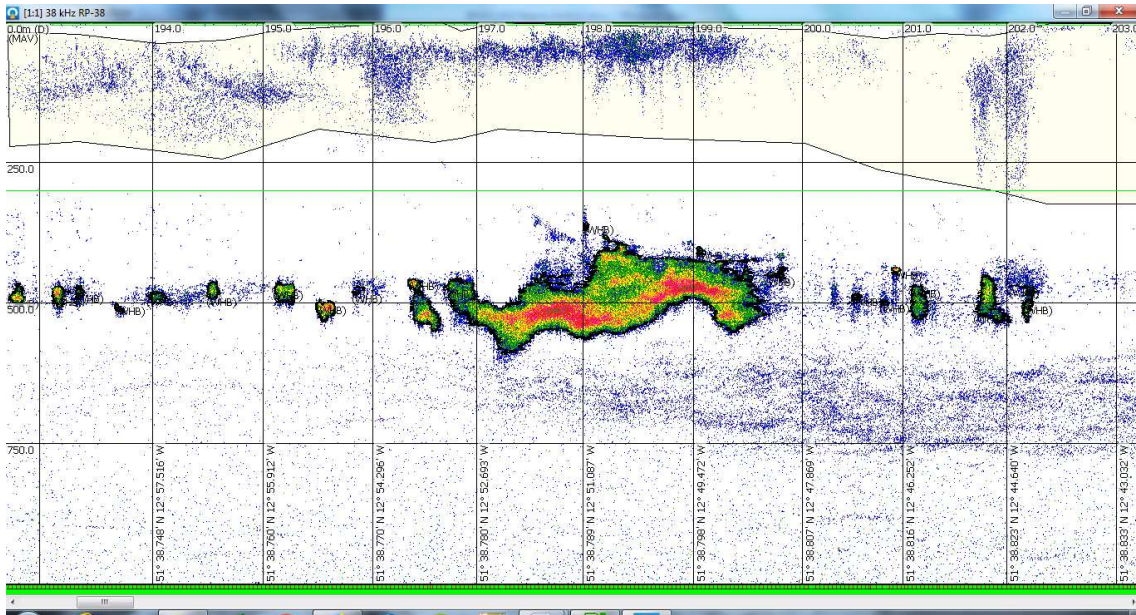 [1:1] 38 kHz RP-38
0.0m (D)
(MAV)
194.0
195.0
196.0
197.0
198.0
199.0
200.0
201.0
202.0
203.0
250.0
500.0
750.0
WHB)
WHB)
WHB)
WHB)
WHB)
WHB)
51° 38.748' N 12° 57.516' W
51° 38.760' N 12° 55.912' W
51° 38.770' N 12° 54.296' W
51° 38.780' N 12° 52.693' W
51° 38.789' N 12° 51.087' W
51° 38.798' N 12° 49.472' W
51° 38.807' N 12° 47.869' W
51° 38.816' N 12° 46.252' W
51° 38.823' N 12° 44.640' W
51° 38.833' N 12° 43.032' W